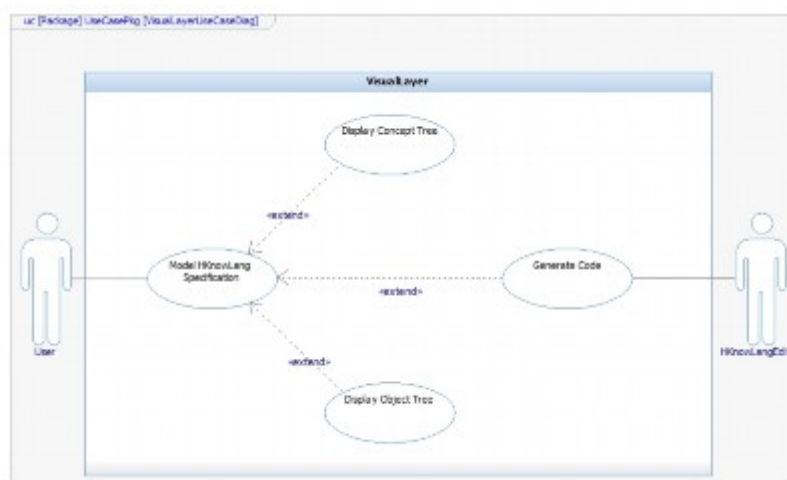 uc [Package] UseCasePkg [VisualLayerUseCaseDiag]
VisualLayer
Display Concept Tree
«extend»
Model HKnowLang
Specification
Generate Code
«extend»
User
HKnowLangEdi
«extend»
Display Object Tree